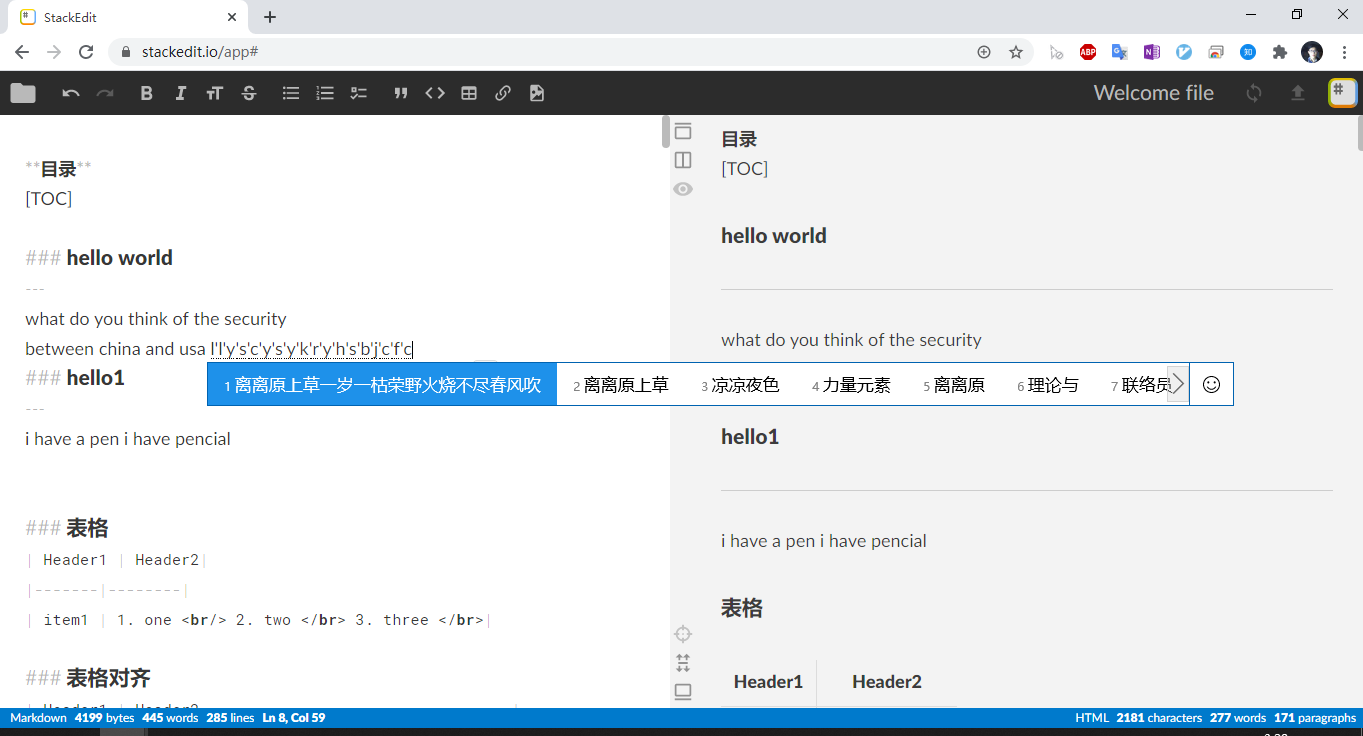 StackEdit
stackedit.io/app#
Welcome file
**目录**
[TOC]
### hello world
---
what do you think of the security
between china and usa l'l'y's'c'y's'y'k'r'y'h's'b'j'c'f'c
1 离离原上草一岁一枯荣野火烧不尽春风吹 2 离离原上草 3 凉凉夜色 4 力量元素 5 离离原 6 理论与 7 联络员
### hello1
---
i have a pen i have pencial
### 表格
| Header1 | Header2|
|-------|--------|
| item1 | 1. one <br/> 2. two </br> 3. three </br>|
### 表格对齐
目录
[TOC]
hello world
what do you think of the security
hello1
i have a pen i have pencial
表格
Header1 Header2
Markdown 4199 bytes 445 words 285 lines Ln 8, Col 59
HTML 2181 characters 277 words 171 paragraphs